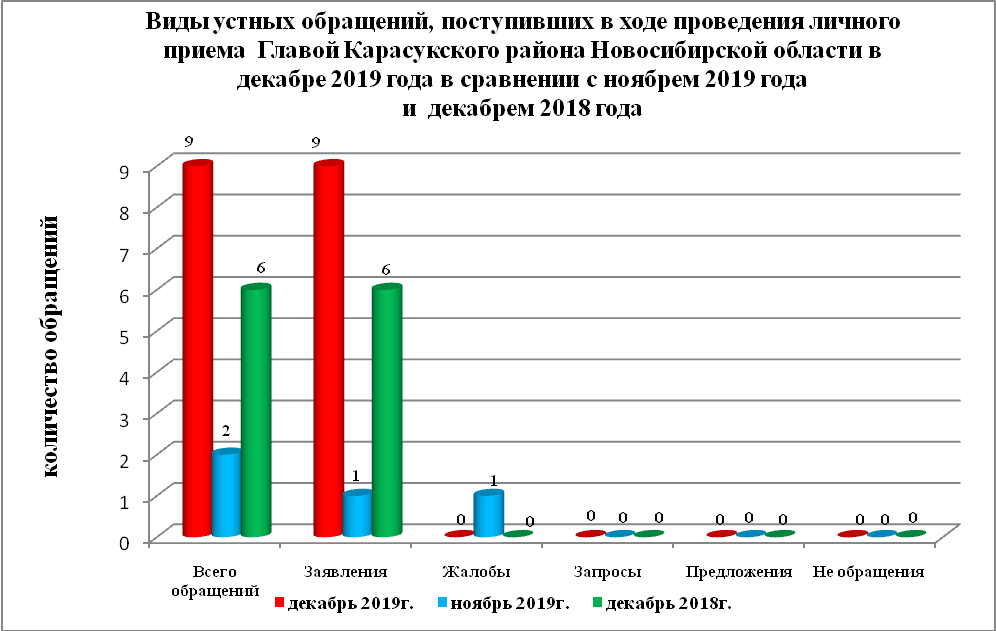 Виды устных обращений, поступивших в ходе проведения личного
приема Главой Карасукского района Новосибирской области в
декабре 2019 года в сравнении с ноябрем 2019 года
и декабрем 2018 года
количество обращений
9
8
7
6
5
4
3
2
1
0
9 2 6
9 1 6
0 1 0
0 0 0
0 0 0
0 0 0
Всего обращений
Заявления
Жалобы
Запросы
Предложения
Не обращения
декабрь 2019г.
ноябрь 2019г.
декабрь 2018г.